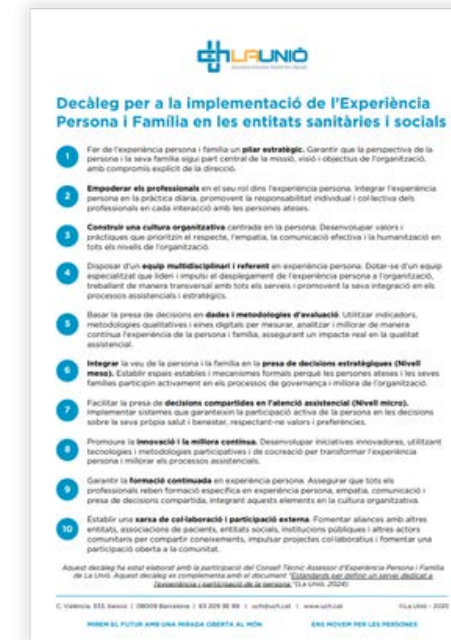 LAUNIÓ
Decàleg per a la implementació de l'Experiència
Persona i Família en les entitats sanitàries i socials
1
Fer de l'experiència persona i família un pilar estratègic. Garantir que la perspectiva de la
persona i la seva família sigui part central de la missió, visió i objectius de l'organització,
amb compromís explícit de la direcció.
2
Empoderar els professionals en el seu rol dins l'experiència persona. Integrar l'experiència
persona en la pràctica diària, promovent la responsabilitat individual i col·lectiva dels
professionals en cada interacció amb les persones ateses.
3
Construir una cultura organitzativa centrada en la persona. Desenvolupar valors i
pràctiques que prioritzin el respecte, l'empatia, la comunicació efectiva i la humanització en
tots els nivells de l'organització.
4
Disposar d'un equip multidisciplinari i referent en experiència persona. Dotar-se d'un equip
especialitzat que lideri i impulsi el desplegament de l'experiència persona a l'organització,
treballant de manera transversal amb tots els serveis i promovent la seva integració en els
processos assistencials i estratègics.
5
Basar la presa de decisions en dades i metodologies d'avaluació. Utilitzar indicadors,
metodologies qualitatives i eines digitals per mesurar, analitzar i millorar de manera
contínua l'experiència de la persona i família, assegurant un impacte real en la qualitat
assistencial.
6
Integrar la veu de la persona i la família en la presa de decisions estratègiques (Nivell
meso). Establir espais estables i mecanismes formals perquè les persones ateses i les seves
famílies participin activament en els processos de governança i millora de l'organització.
7
Facilitar la presa de decisions compartides en l'atenció assistencial (Nivell micro).
Implementar sistemes que garanteixin la participació activa de la persona en les decisions
sobre la seva pròpia salut i benestar, respectant-ne valors i preferències.
8
Promoure la innovació i la millora contínua. Desenvolupar iniciatives innovadores, utilitzant
tecnologies i metodologies participatives i de cocreació per transformar l'experiència
persona i millorar els processos assistencials.
9
Garantir la formació continuada en experiència persona. Assegurar que tots els
professionals reben formació específica en experiència persona, empatia, comunicació i
presa de decisions compartida, integrant aquests elements en la cultura organitzativa.
10
Establir una xarxa de col·laboració i participació externa. Fomentar aliances amb altres
entitats, associacions de pacients, entitats socials, institucions públiques i altres actors
comunitaris per compartir coneixements, impulsar projectes col·laboratius i fomentar una
participació oberta a la comunitat.
Aquest decàleg ha estat elaborat amb la participació del Consell Tècnic Assessor d'Experiència Persona i Família
de La Unió. Aquest decàleg es complementa amb el document "Estàndards per definir un servei dedicat a
l'experiència i participació de la persona" (La Unió, 2024)
C. València, 333, baixos | 08009 Barcelona | 93 209 36 99 | uch@uch.cat | www.uch.cat ©La Unió - 2025
MIREM EL FUTUR AMB UNA MIRADA OBERTA AL MÓN ENS MOVEM PER LES PERSONES